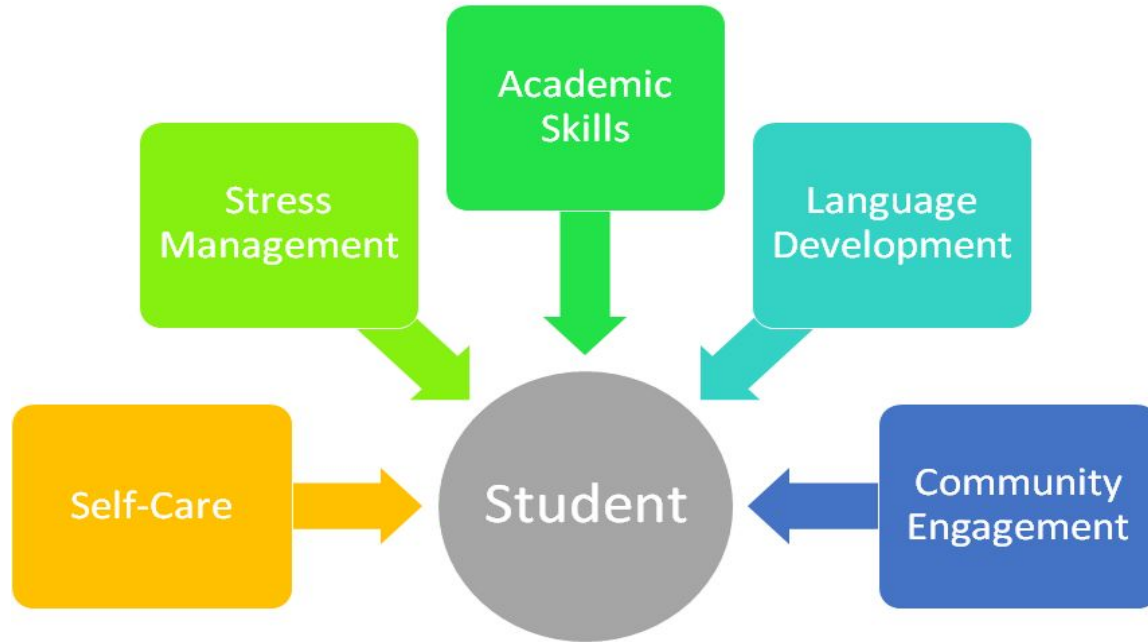 Academic
Skills
Stress
Management
Language
Development
Self-Care
Student
Community
Engagement